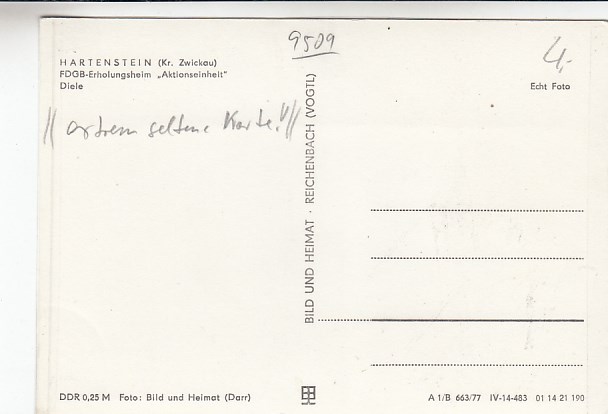 9509
4,-
HARTENSTEIN (Kr. Zwickau)
FDGB-Erholungsheim „Aktionseinheit"
Diele
Echt Foto
// extrem seltene Karte!! //
BILD UND HEIMAT · REICHENBACH (VOGTL)
DDR 0,25 M Foto: Bild und Heimat (Darr)
A 1/B 663/77 IV-14-483 01 14 21 190